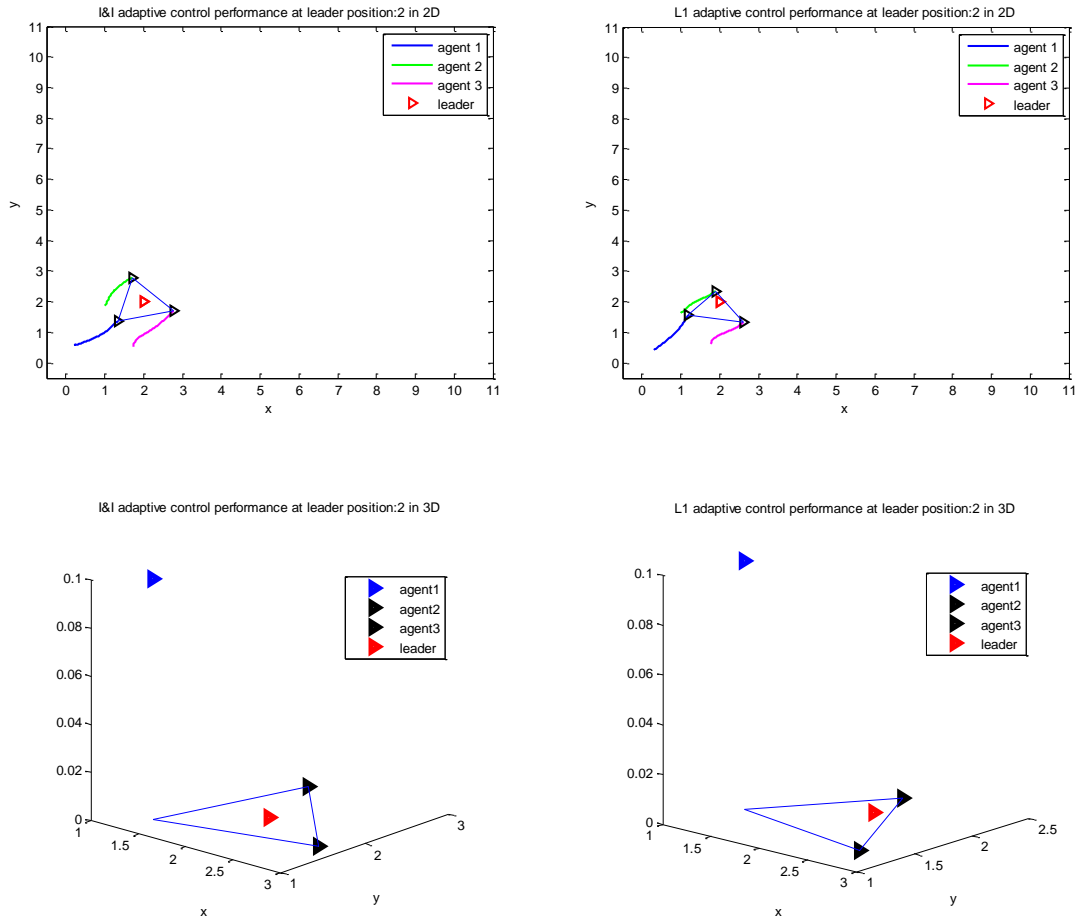 I&I adaptive control performance at leader position:2 in 2D
11
10
9
8
7
6
5
4
3
2
1
0
y
0 1 2 3 4 5 6 7 8 9 10 11
x
agent 1
agent 2
agent 3
leader
L1 adaptive control performance at leader position:2 in 2D
11
10
9
8
7
6
5
4
3
2
1
0
y
0 1 2 3 4 5 6 7 8 9 10 11
x
agent 1
agent 2
agent 3
leader
I&I adaptive control performance at leader position:2 in 3D
0.1
0.08
0.06
0.04
0.02
0
1 1.5 2 2.5 3
x
1 2 3
y
agent1
agent2
agent3
leader
L1 adaptive control performance at leader position:2 in 3D
0.1
0.08
0.06
0.04
0.02
0
1 1.5 2 2.5 3
x
1 1.5 2 2.5
y
agent1
agent2
agent3
leader